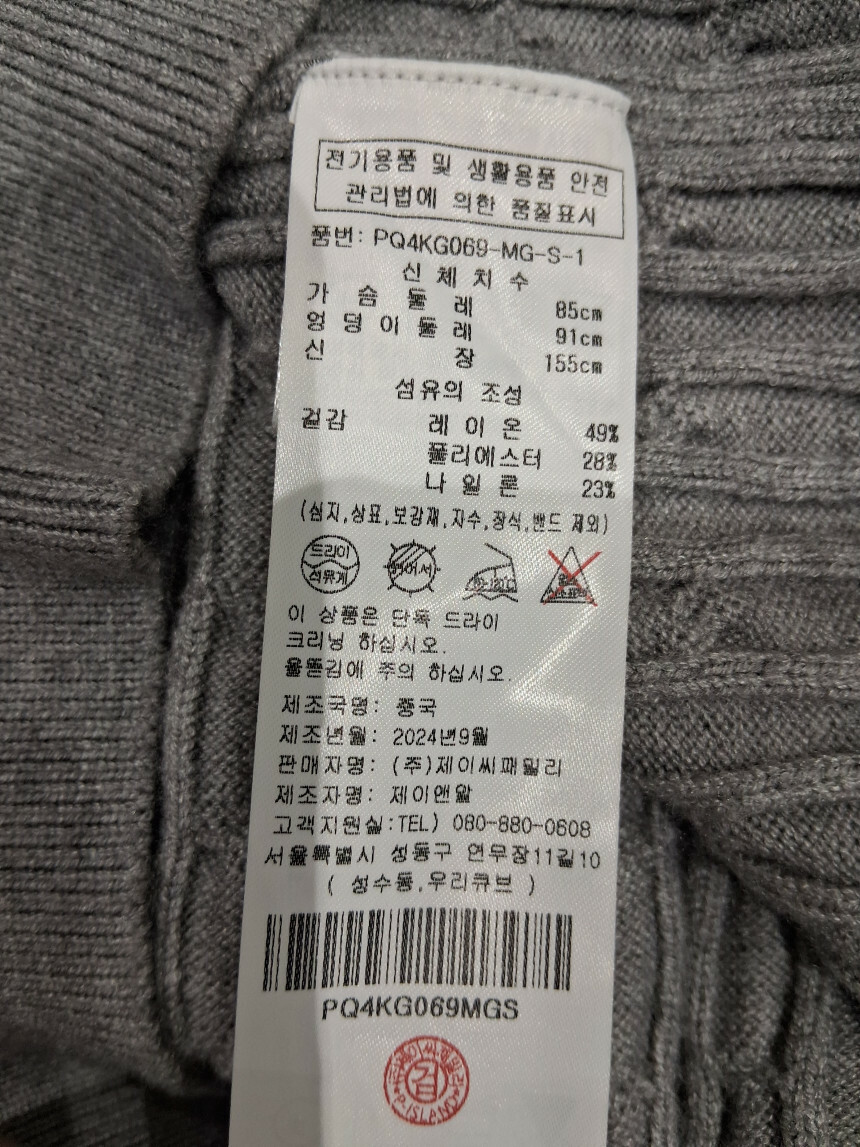 전기용품 및 생활용품 안전
관리법에 의한 품질표시
품번: PQ4KG069-MG-S-1
신 체 치 수
가 슴 둘 레 85cm
엉 덩 이 둘 레 91cm
신 장 155cm
섬유의 조성
겉감 레 이 온 49%
폴리에스터 28%
나 일 론 23%
(심지,상표,보강재,자수,장식,밴드 제외)
드라이
석유계
이 상품은 단독 드라이
크리닝 하십시오.
올뜯김에 주의 하십시오.
제조국명: 중국
제조년월: 2024년9월
판매자명: (주)제이씨패밀리
제조자명: 제이앤왈
고객지원실:TEL) 080-880-0608
서울특별시 성동구 연무장11길10
( 성수동,우리큐브 )
PQ4KG069MGS
검
P-ISLAND